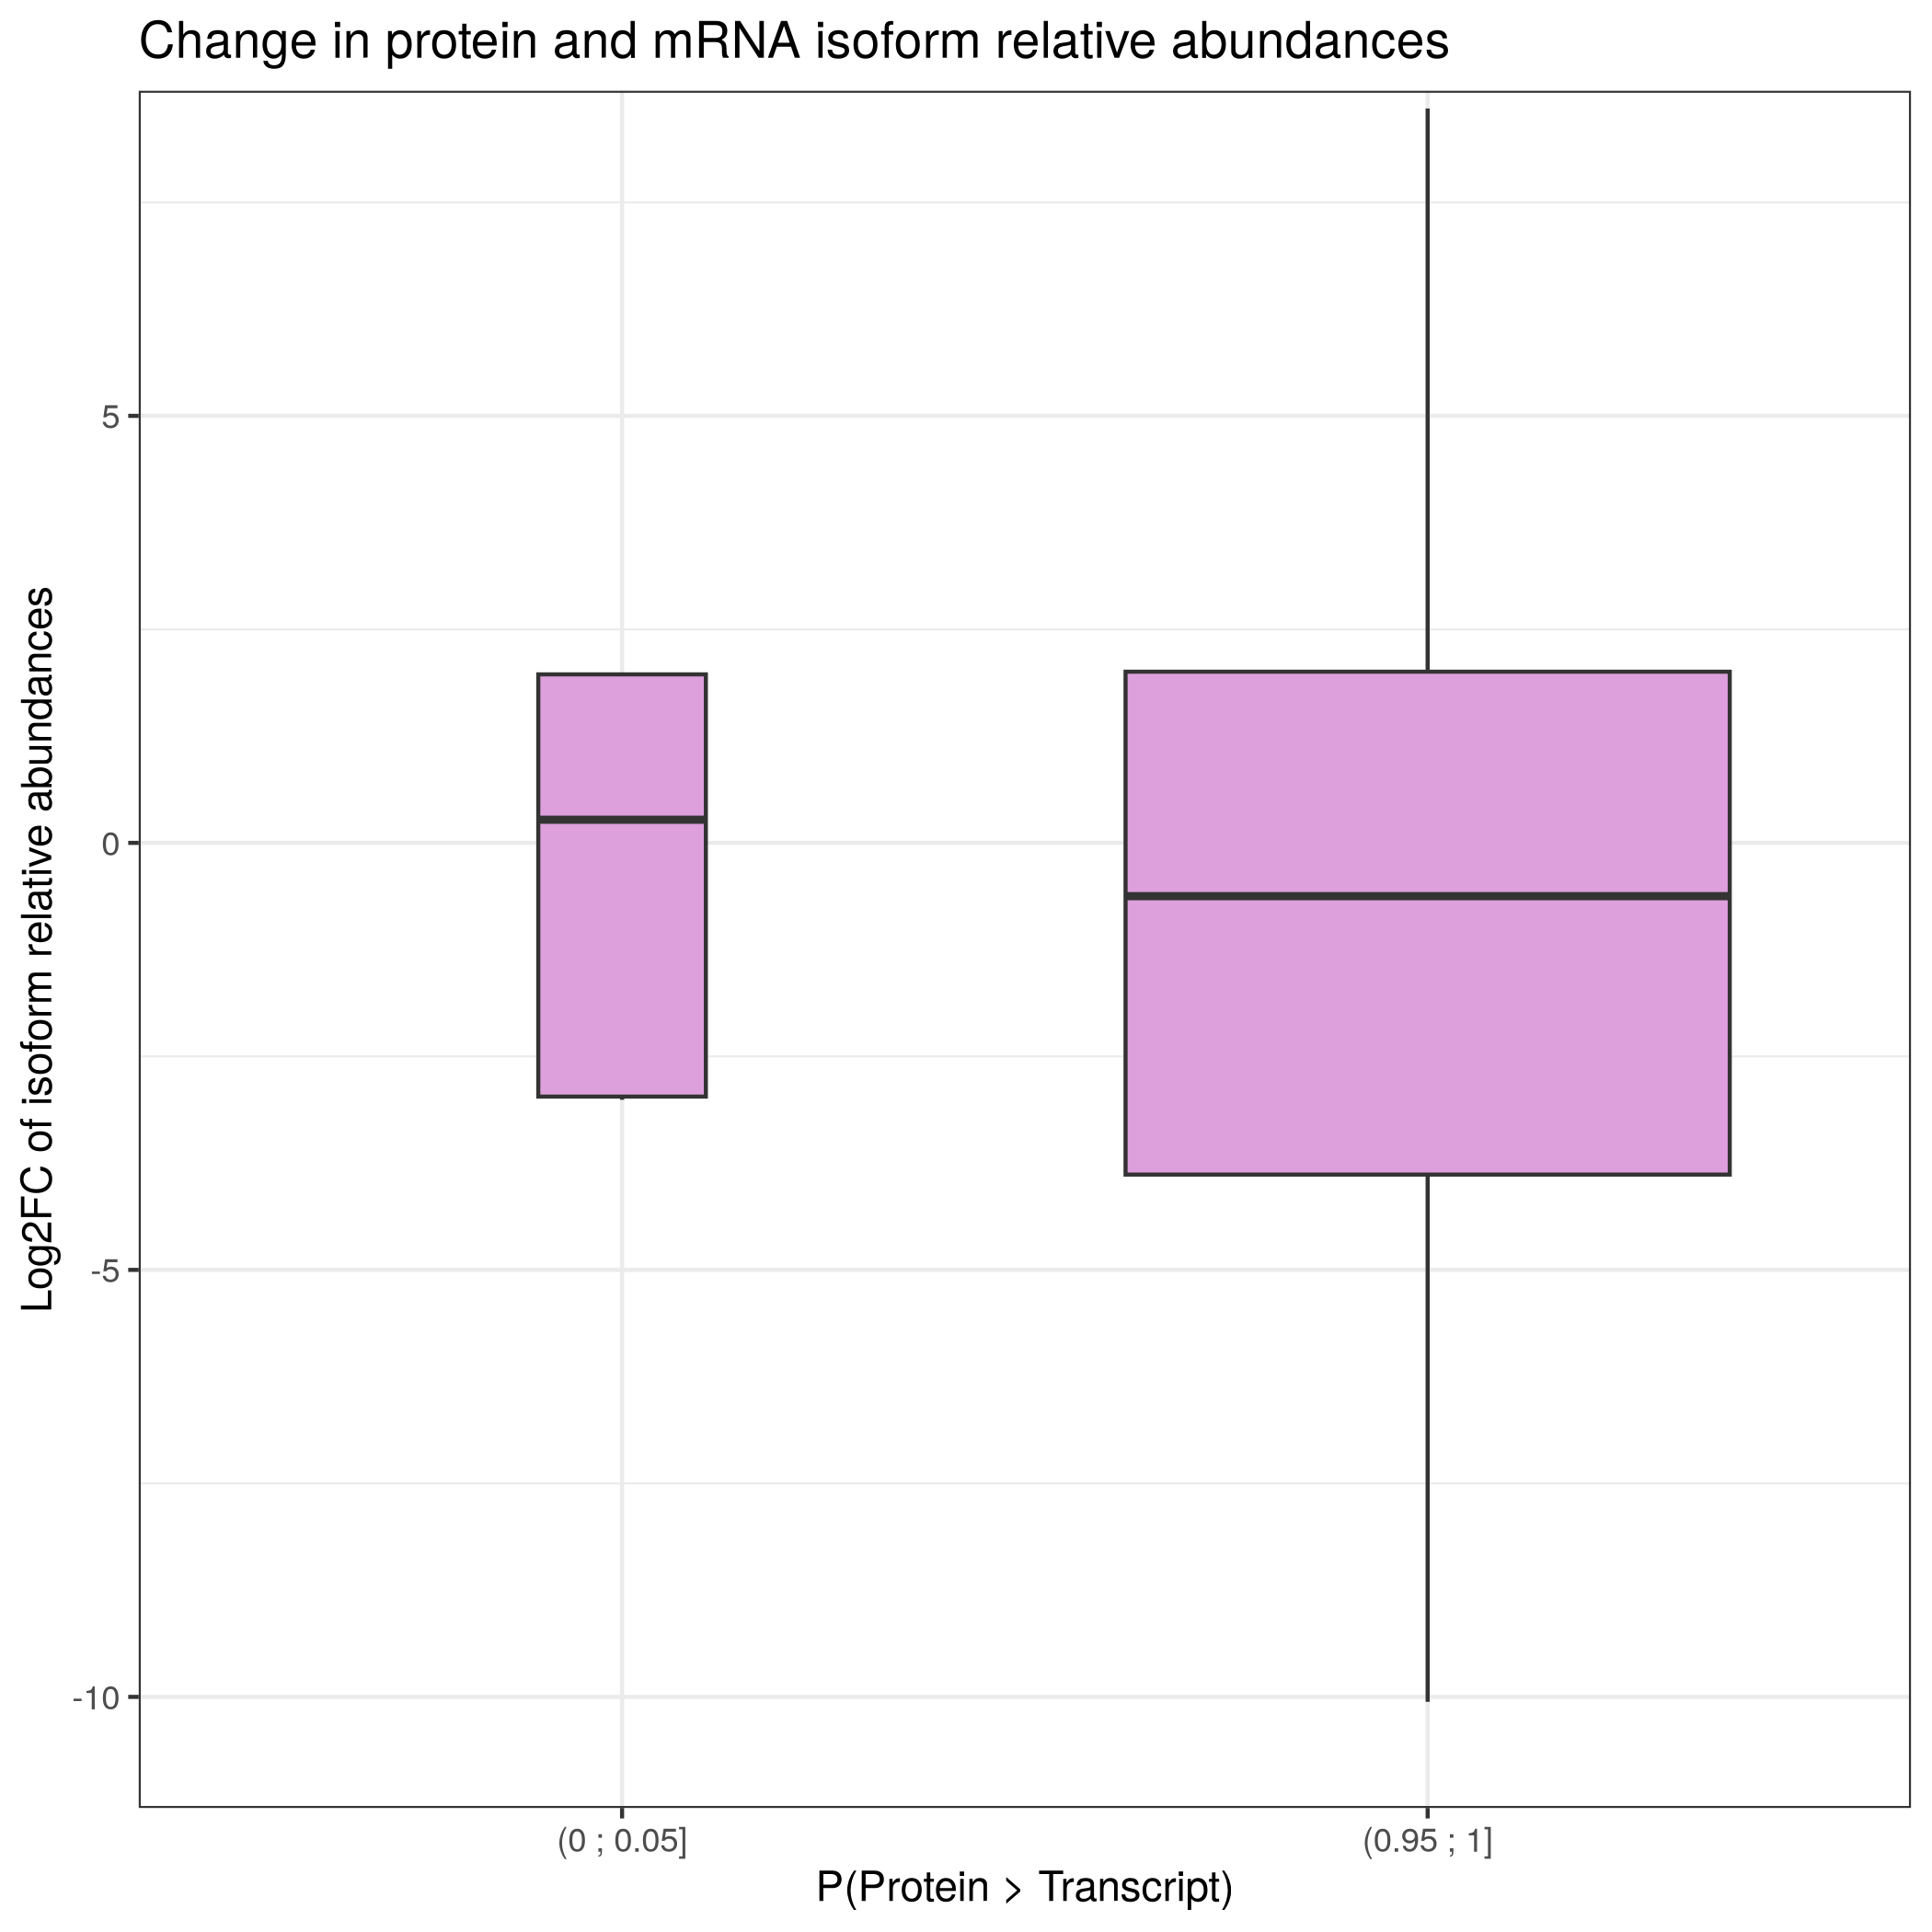 Change in protein and mRNA isoform relative abundances
Log2FC of isoform relative abundances
5
0
-5
-10
(0 ; 0.05]
(0.95 ; 1]
P(Protein > Transcript)